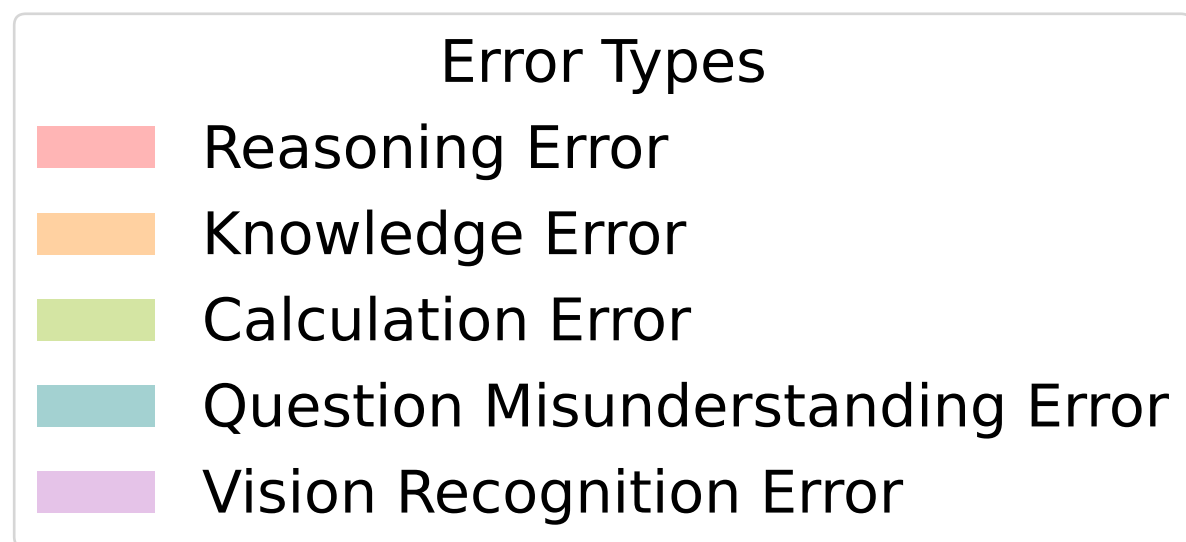 Error Types
Reasoning Error
Knowledge Error
Calculation Error
Question Misunderstanding Error
Vision Recognition Error